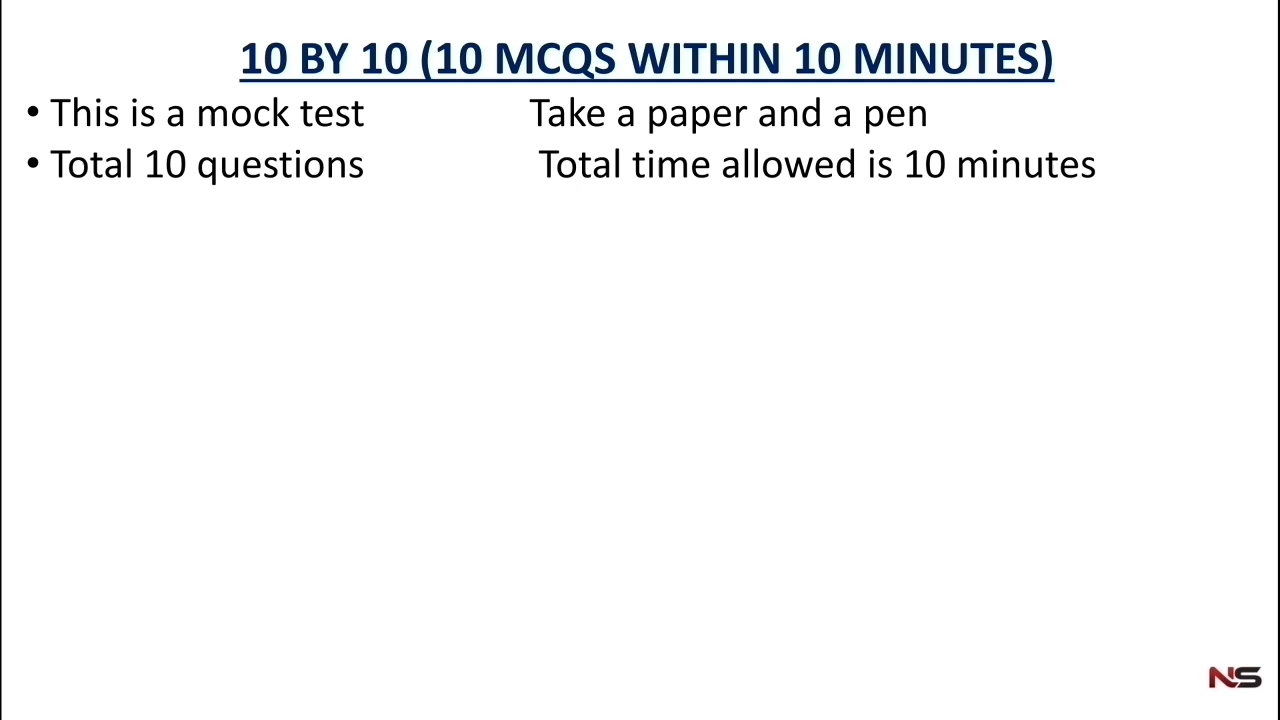 10 BY 10 (10 MCQS WITHIN 10 MINUTES)
• This is a mock test Take a paper and a pen
• Total 10 questions Total time allowed is 10 minutes
NS